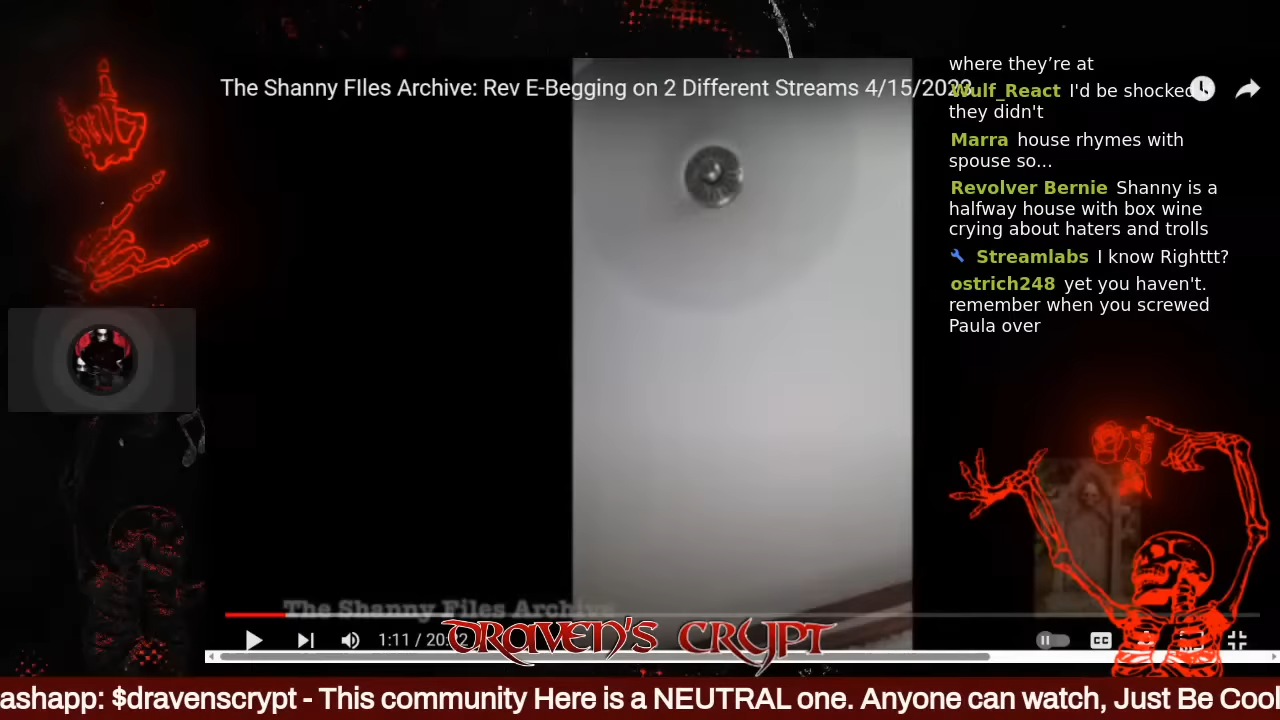 The Shanny FIles Archive: Rev E-Begging on 2 Different Streams 4/15/2023
where they’re at
Wulf_React I'd be shocked
they didn't
Marra house rhymes with
spouse so...
Revolver Bernie Shanny is a
halfway house with box wine
crying about haters and trolls
Streamlabs I know Righttt?
ostrich248 yet you haven't.
remember when you screwed
Paula over
The Shanny Files Archive
1:11
CC
DRAVEN'S CRYPT
ashapp: $dravenscrypt - This community Here is a NEUTRAL one. Anyone can watch, Just Be Cool